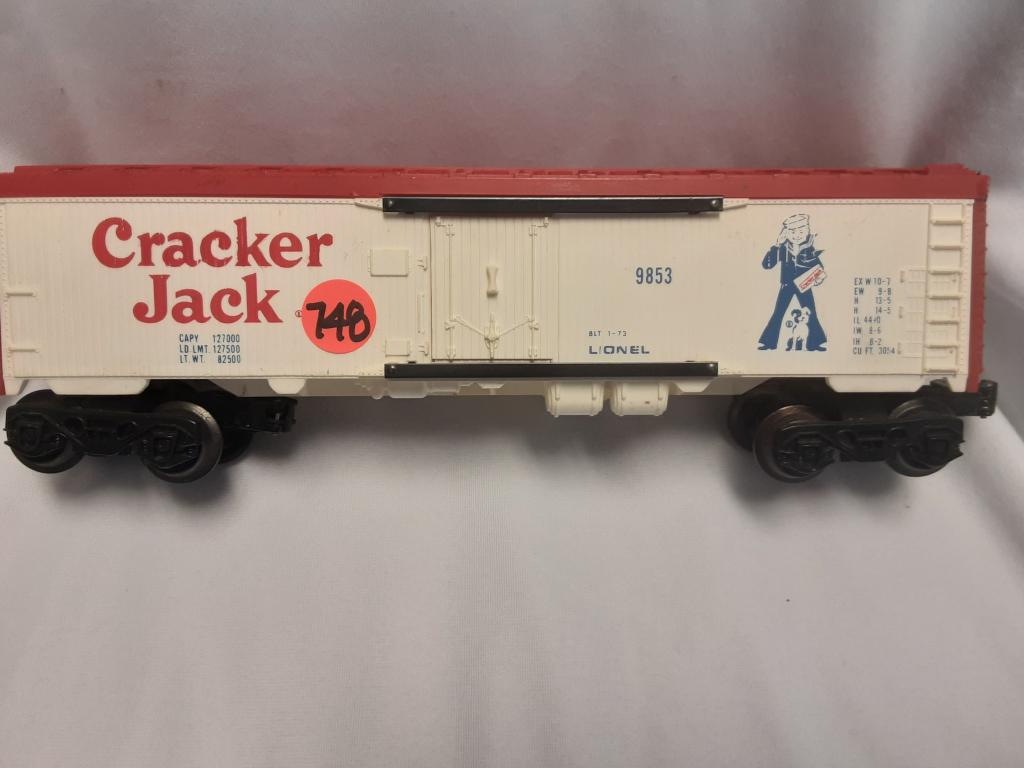 Cracker
Jack
®
748
CAPY 127000
LD. LMT. 127500
LT. WT. 82500
9853
BLT 1-73
LIONEL
EX W 10-7
EW 9-8
H 13-5
H 14-5
IL 44-0
IW 8-6
IH 8-2
CU FT. 3054